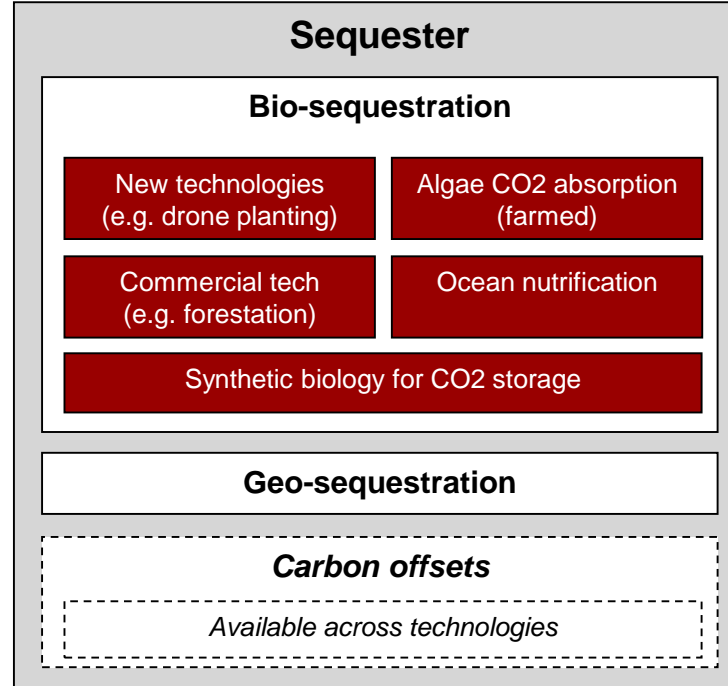 Sequester
Bio-sequestration
New technologies
(e.g. drone planting)
Algae CO2 absorption
(farmed)
Commercial tech
(e.g. forestation)
Ocean nutrification
Synthetic biology for CO2 storage
Geo-sequestration
Carbon offsets
Available across technologies